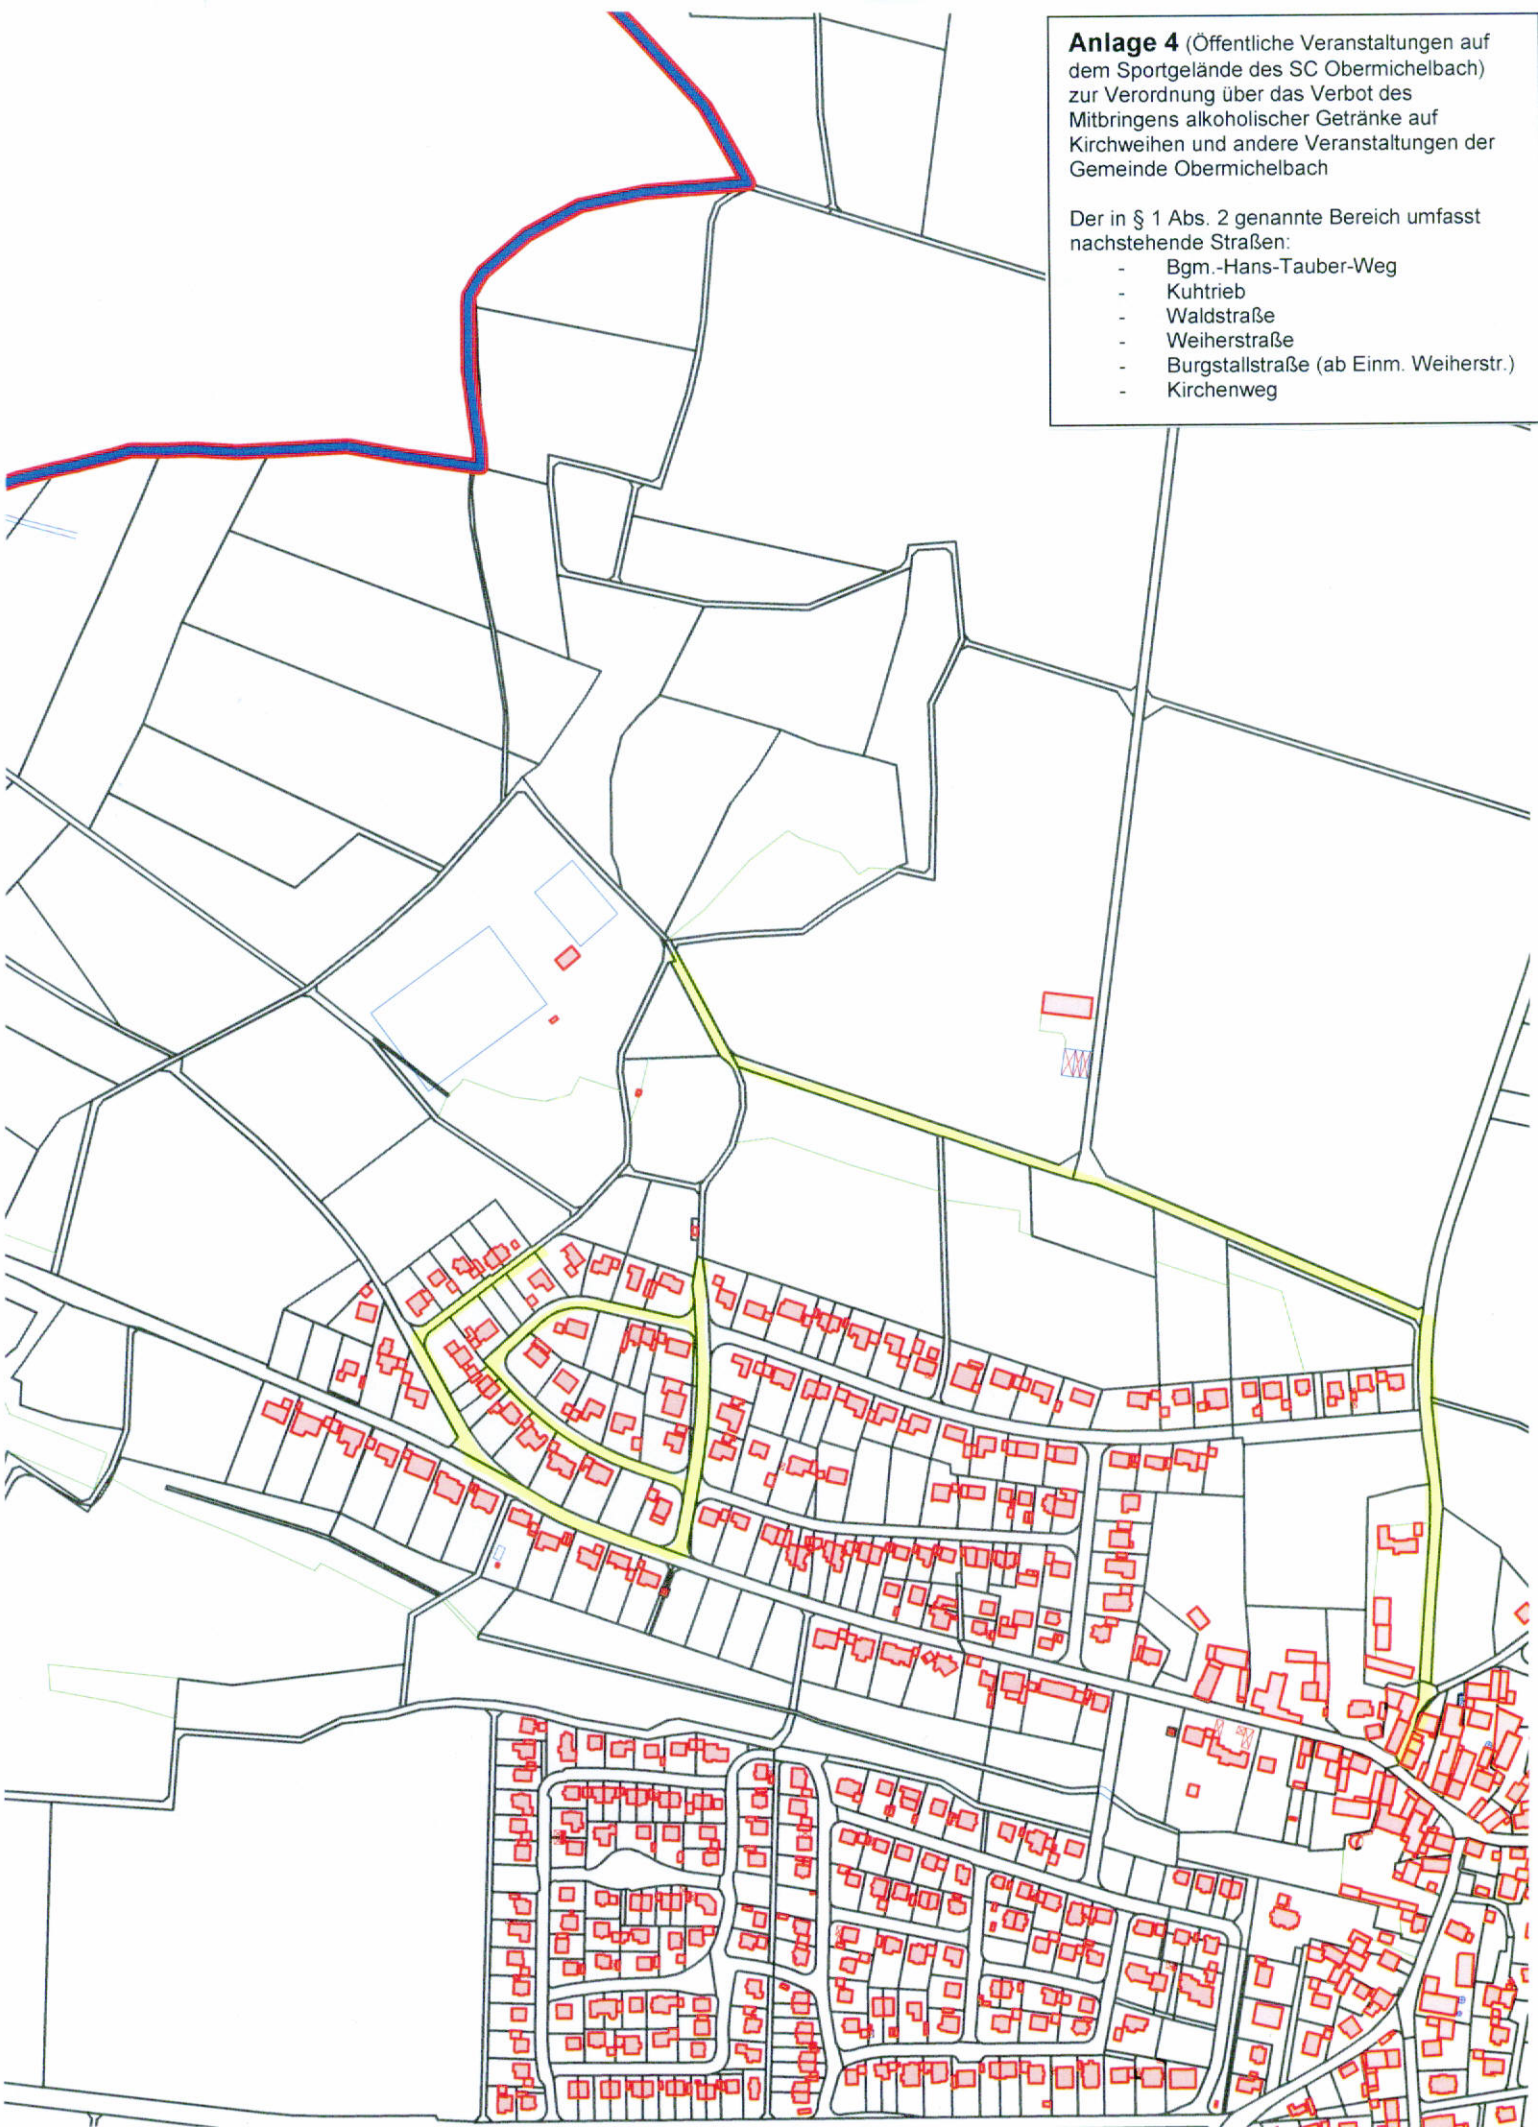 Anlage 4 (Öffentliche Veranstaltungen auf
dem Sportgelände des SC Obermichelbach)
zur Verordnung über das Verbot des
Mitbringens alkoholischer Getränke auf
Kirchweihen und andere Veranstaltungen der
Gemeinde Obermichelbach
Der in § 1 Abs. 2 genannte Bereich umfasst
nachstehende Straßen:
- Bgm.-Hans-Tauber-Weg
- Kuhtrieb
- Waldstraße
- Weiherstraße
- Burgstallstraße (ab Einm. Weiherstr.)
- Kirchenweg